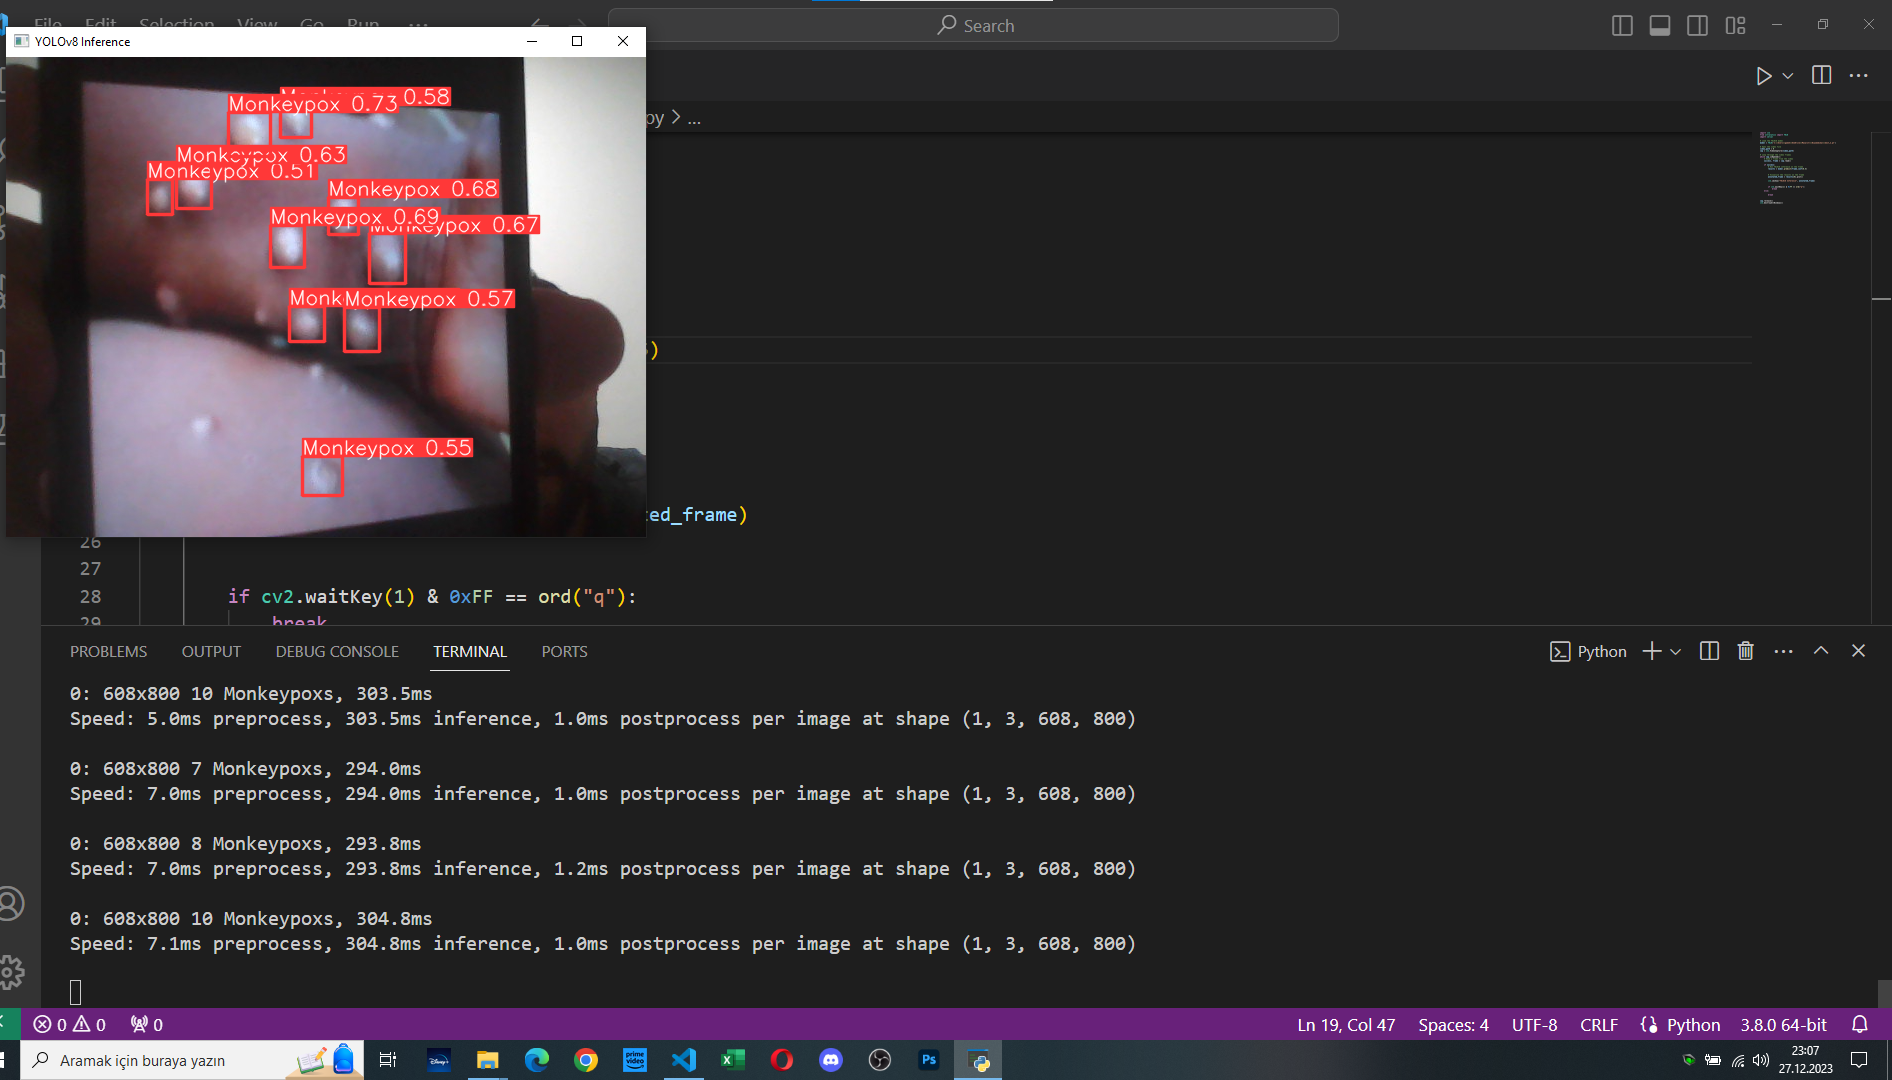 File Edit Selection View Go Run ...
Search
YOLOv8 Inference
py > ...
Monkeypox 0.73
0.58
Monkeypox 0.63
Monkeypox 0.51
Monkeypox 0.68
Monkeypox 0.69
Monkeypox 0.67
Monk
Monkeypox 0.57
Monkeypox 0.55
)
ted_frame)
26
27
28 if cv2.waitKey(1) & 0xFF == ord("q"):
29 break
PROBLEMS OUTPUT DEBUG CONSOLE TERMINAL PORTS
Python
0: 608x800 10 Monkeypoxs, 303.5ms
Speed: 5.0ms preprocess, 303.5ms inference, 1.0ms postprocess per image at shape (1, 3, 608, 800)
0: 608x800 7 Monkeypoxs, 294.0ms
Speed: 7.0ms preprocess, 294.0ms inference, 1.0ms postprocess per image at shape (1, 3, 608, 800)
0: 608x800 8 Monkeypoxs, 293.8ms
Speed: 7.0ms preprocess, 293.8ms inference, 1.2ms postprocess per image at shape (1, 3, 608, 800)
0: 608x800 10 Monkeypoxs, 304.8ms
Speed: 7.1ms preprocess, 304.8ms inference, 1.0ms postprocess per image at shape (1, 3, 608, 800)
0 0 0
Ln 19, Col 47 Spaces: 4 UTF-8 CRLF Python 3.8.0 64-bit
Aramak için buraya yazın
Disney+
prime video
Ps
23:07
27.12.2023